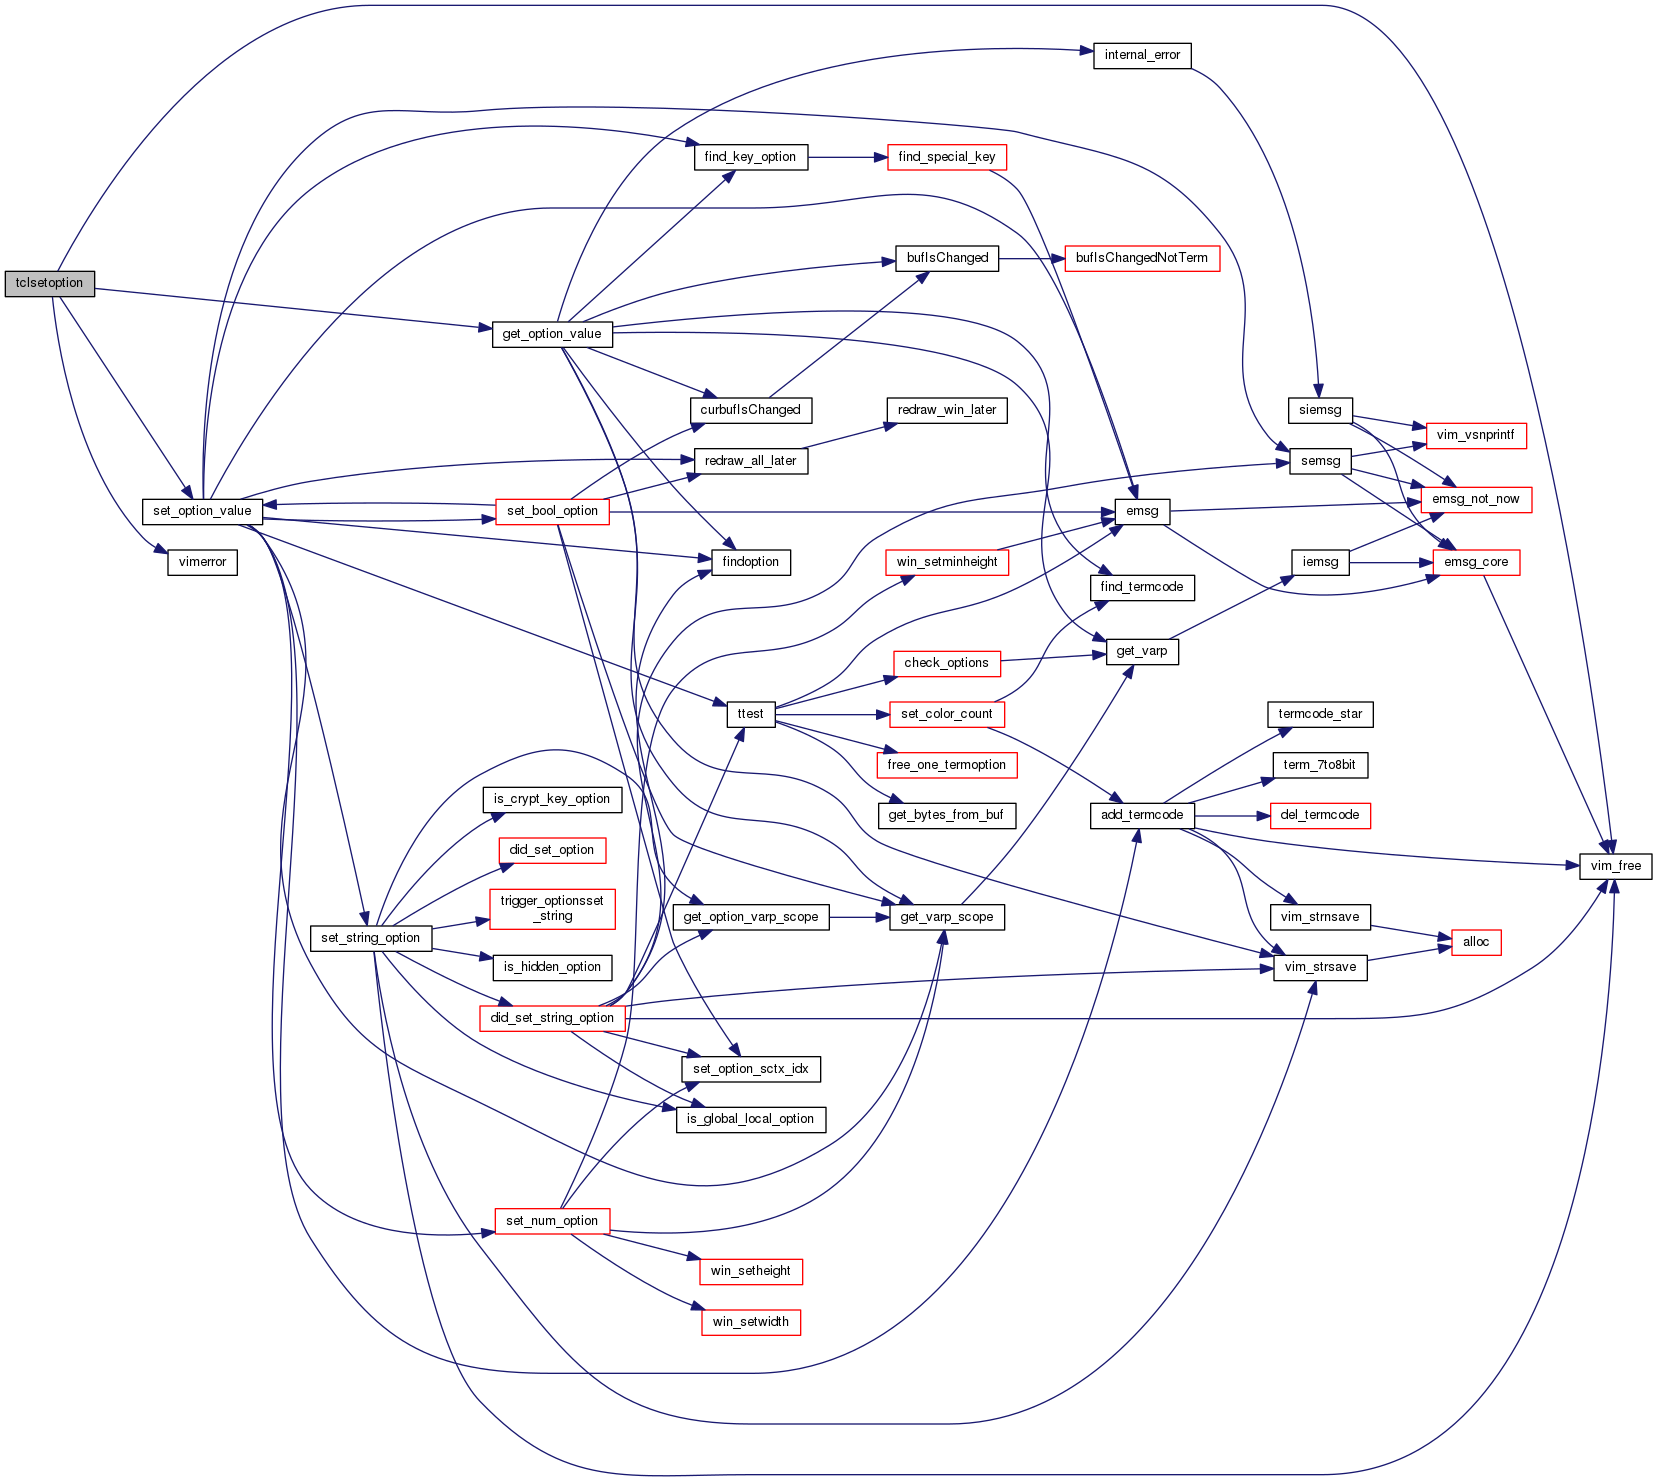 internal_error
find_key_option
find_special_key
bufIsChanged
bufIsChangedNotTerm
tclsetoption
get_option_value
curbufIsChanged
redraw_win_later
siemsg
vim_vsnprintf
redraw_all_later
semsg
emsg_not_now
set_option_value
set_bool_option
emsg
vimerror
findoption
win_setminheight
iemsg
emsg_core
find_termcode
get_varp
check_options
ttest
set_color_count
termcode_star
free_one_termoption
term_7to8bit
is_crypt_key_option
get_bytes_from_buf
add_termcode
del_termcode
did_set_option
vim_free
trigger_optionsset
_string
get_option_varp_scope
get_varp_scope
vim_strnsave
set_string_option
alloc
is_hidden_option
vim_strsave
did_set_string_option
set_option_sctx_idx
is_global_local_option
set_num_option
win_setheight
win_setwidth